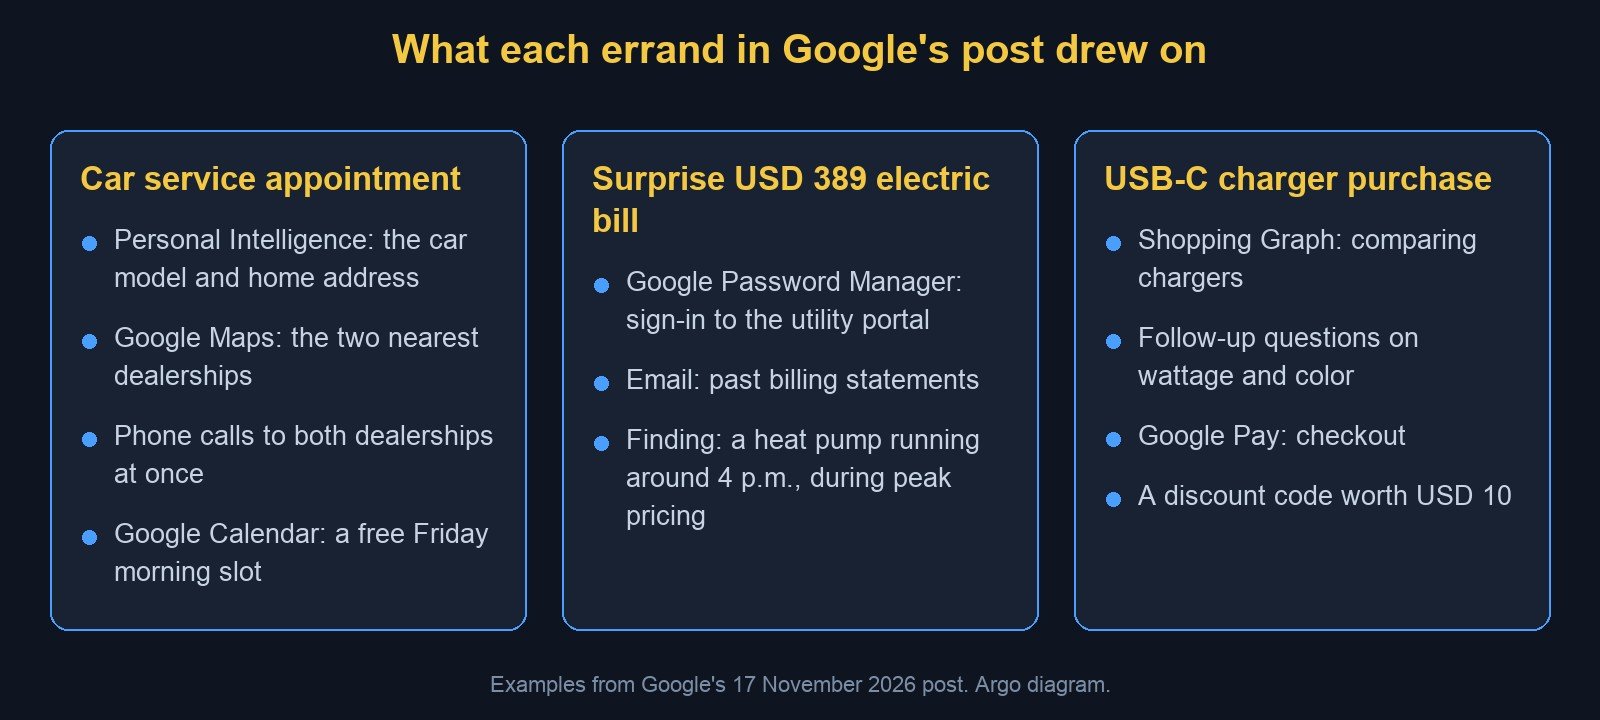 What each errand in Google's post drew on
Car service appointment
Personal Intelligence: the car
model and home address
Google Maps: the two nearest
dealerships
Phone calls to both dealerships
at once
Google Calendar: a free Friday
morning slot
Surprise USD 389 electric
bill
Google Password Manager:
sign-in to the utility portal
Email: past billing statements
Finding: a heat pump running
around 4 p.m., during peak
pricing
USB-C charger purchase
Shopping Graph: comparing
chargers
Follow-up questions on
wattage and color
Google Pay: checkout
A discount code worth USD 10
Examples from Google's 17 November 2026 post. Argo diagram.